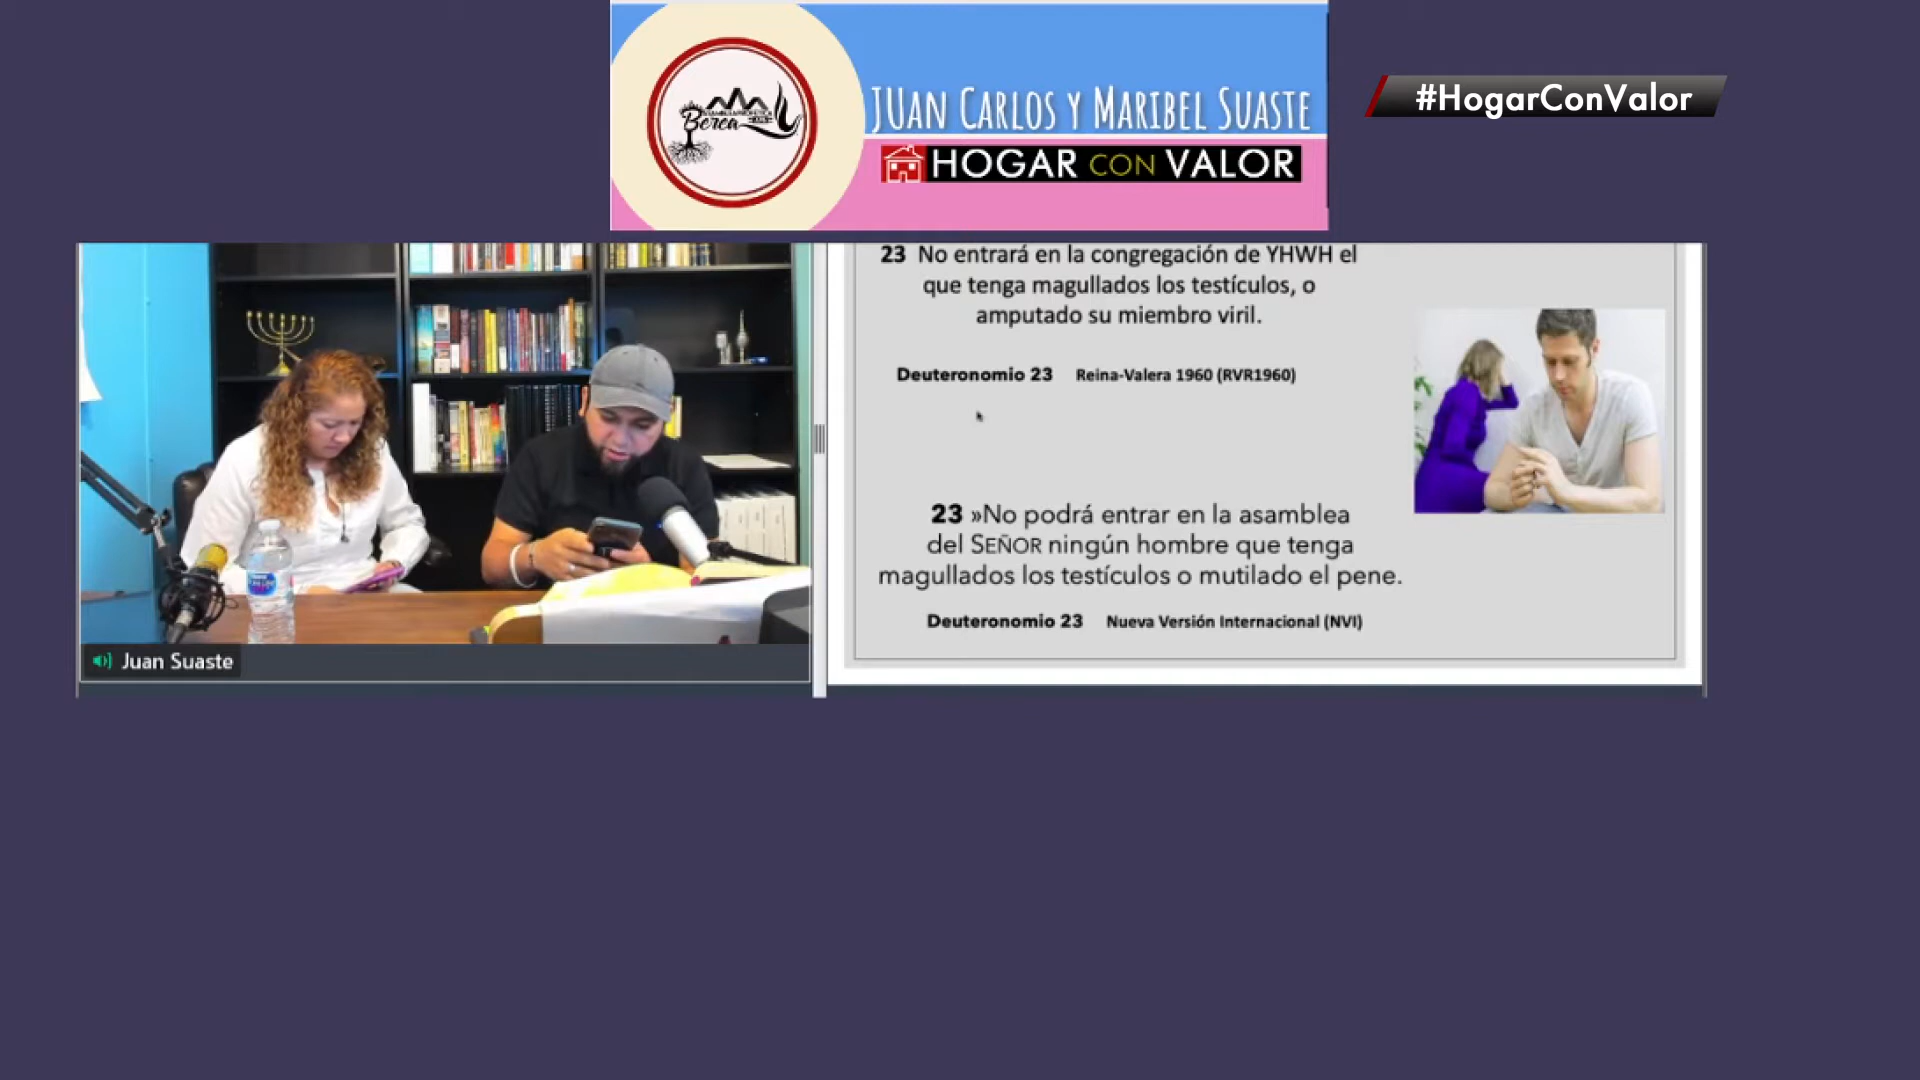 Berea
JUAN CARLOS Y MARIBEL SUASTE
HOGAR CON VALOR
#HogarConValor
23 No entrará en la congregación de YHWH el
que tenga magullados los testículos, o
amputado su miembro viril.
Deuteronomio 23 Reina-Valera 1960 (RVR1960)
23 »No podrá entrar en la asamblea
del SEÑOR ningún hombre que tenga
magullados los testículos o mutilado el pene.
Deuteronomio 23 Nueva Versión Internacional (NVI)
Juan Suaste